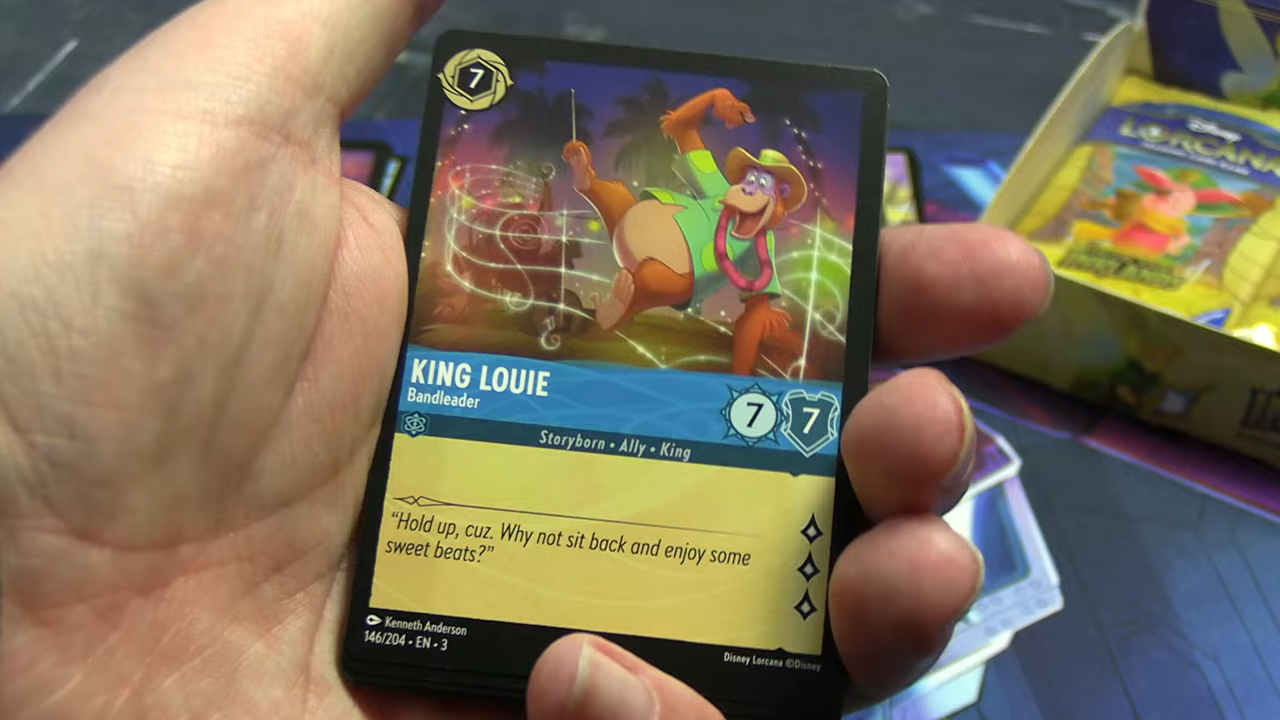 7
KING LOUIE
Bandleader
7 7
Storyborn • Ally • King
“Hold up, cuz. Why not sit back and enjoy some
sweet beats?”
Kenneth Anderson
146/204 • EN • 3
Disney Lorcana ©Disney
Disney
LORCANA